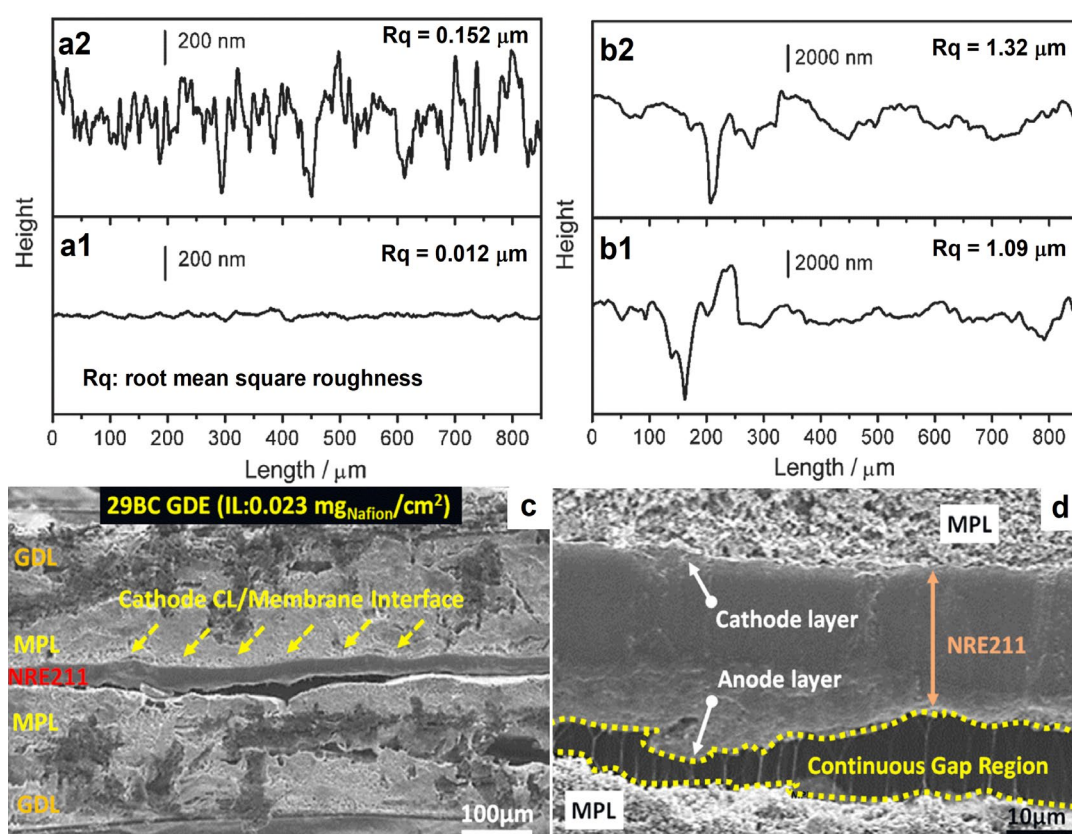 a2
200 nm
Rq = 0.152 μm
a1
200 nm
Rq = 0.012 μm
Rq: root mean square roughness
Height
0 100 200 300 400 500 600 700 800
Length / μm
b2
2000 nm
Rq = 1.32 μm
b1
2000 nm
Rq = 1.09 μm
Height
0 100 200 300 400 500 600 700 800
Length / μm
29BC GDE (IL:0.023 mgNafion/cm²)
c
GDL
Cathode CL/Membrane Interface
MPL
NRE211
MPL
GDL
100μm
MPL
d
Cathode layer
NRE211
Anode layer
Continuous Gap Region
MPL
10μm